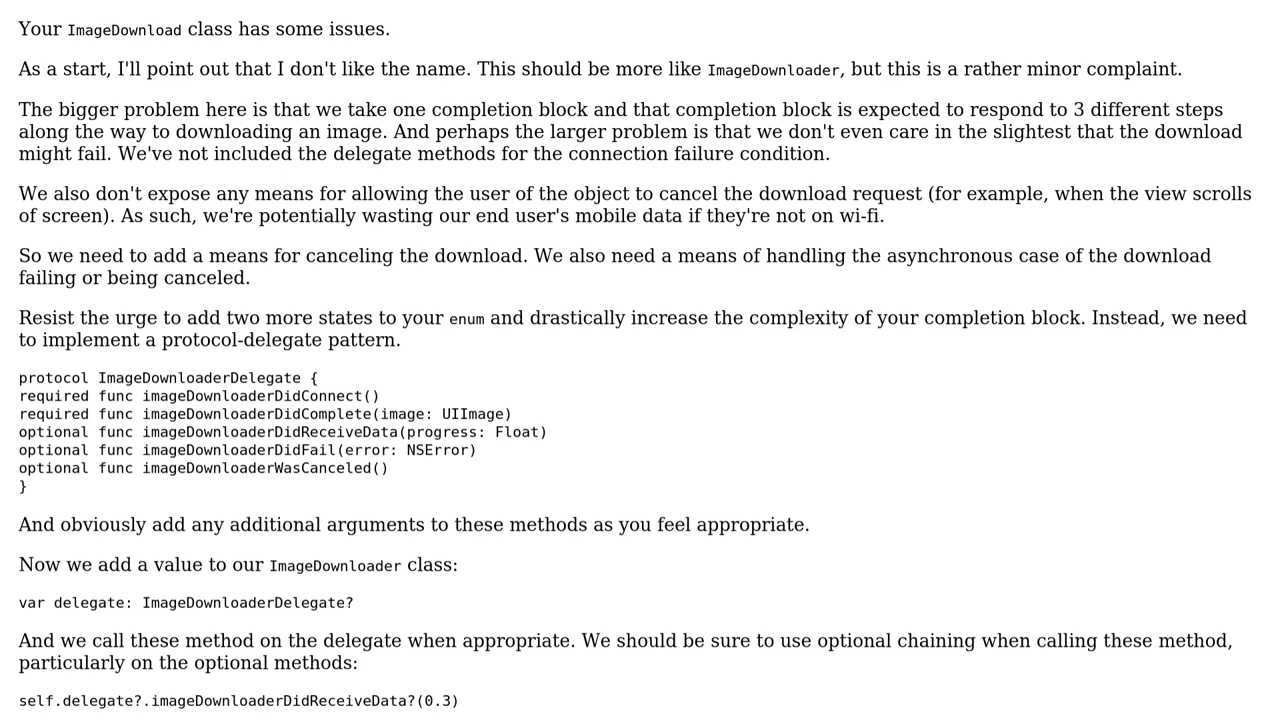 Your ImageDownload class has some issues.
As a start, I'll point out that I don't like the name. This should be more like ImageDownloader, but this is a rather minor complaint.
The bigger problem here is that we take one completion block and that completion block is expected to respond to 3 different steps
along the way to downloading an image. And perhaps the larger problem is that we don't even care in the slightest that the download
might fail. We've not included the delegate methods for the connection failure condition.
We also don't expose any means for allowing the user of the object to cancel the download request (for example, when the view scrolls
of screen). As such, we're potentially wasting our end user's mobile data if they're not on wi-fi.
So we need to add a means for canceling the download. We also need a means of handling the asynchronous case of the download
failing or being canceled.
Resist the urge to add two more states to your enum and drastically increase the complexity of your completion block. Instead, we need
to implement a protocol-delegate pattern.
protocol ImageDownloaderDelegate {
required func imageDownloaderDidConnect()
required func imageDownloaderDidComplete(image: UIImage)
optional func imageDownloaderDidReceiveData(progress: Float)
optional func imageDownloaderDidFail(error: NSError)
optional func imageDownloaderWasCanceled()
}
And obviously add any additional arguments to these methods as you feel appropriate.
Now we add a value to our ImageDownloader class:
var delegate: ImageDownloaderDelegate?
And we call these method on the delegate when appropriate. We should be sure to use optional chaining when calling these method,
particularly on the optional methods:
self.delegate?.imageDownloaderDidReceiveData?(0.3)